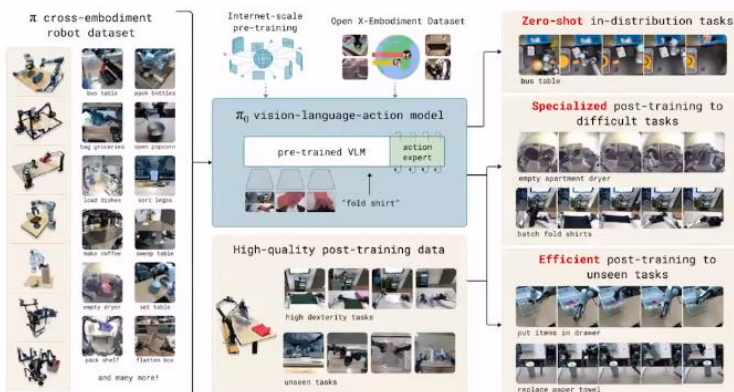 π cross-embodiment
robot dataset
bus table
pack bottles
bag groceries
open popcorn
load dishes
sort legos
make coffee
sweep table
empty dryer
set table
pack shelf
flatten box
and many more!
Internet-scale
pre-training
Open X-Embodiment Dataset
π₀ vision-language-action model
pre-trained VLM
action
expert
"fold shirt"
High-quality post-training data
high dexterity tasks
unseen tasks
Zero-shot in-distribution tasks
bus table
Specialized post-training to
difficult tasks
empty apartment dryer
batch fold shirts
Efficient post-training to
unseen tasks
put items in drawer
replace paper towel